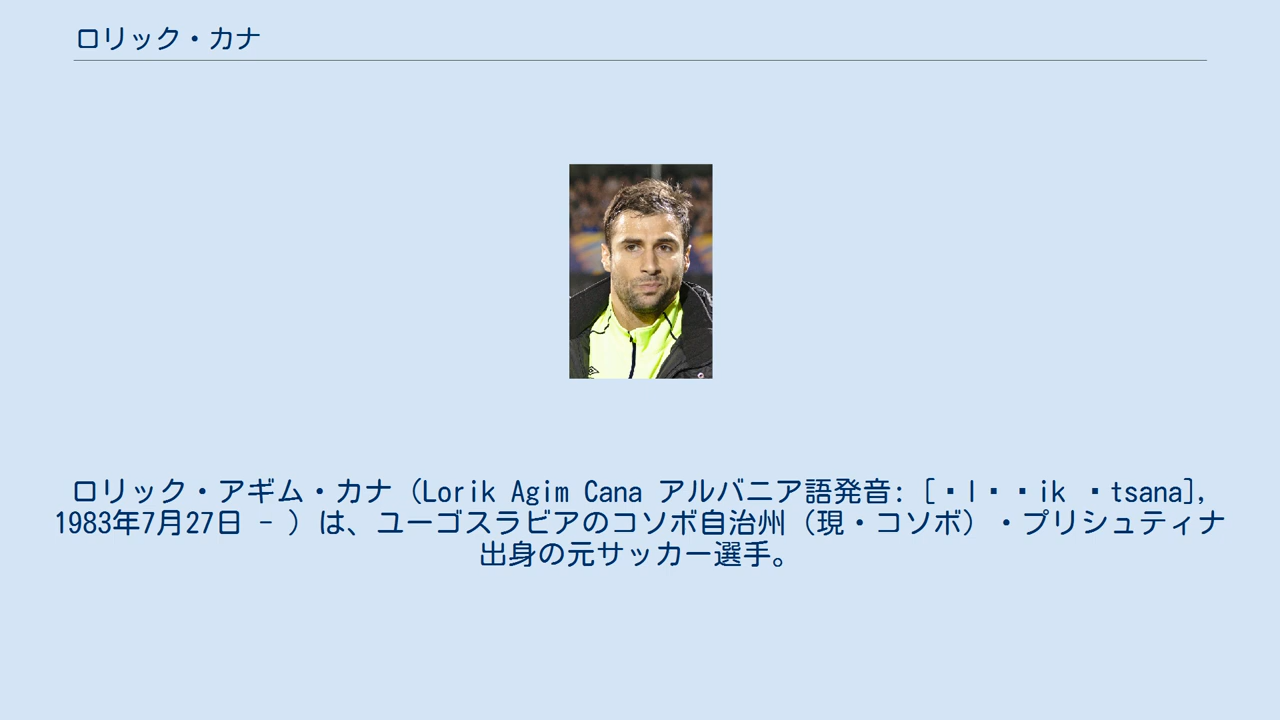 ロリック・カナ
ロリック・アギム・カナ（Lorik Agim Cana アルバニア語発音: [▪l▪▪ik ▪tsana],
1983年7月27日 - ）は、ユーゴスラビアのコソボ自治州（現・コソボ）・プリシュティナ
出身の元サッカー選手。